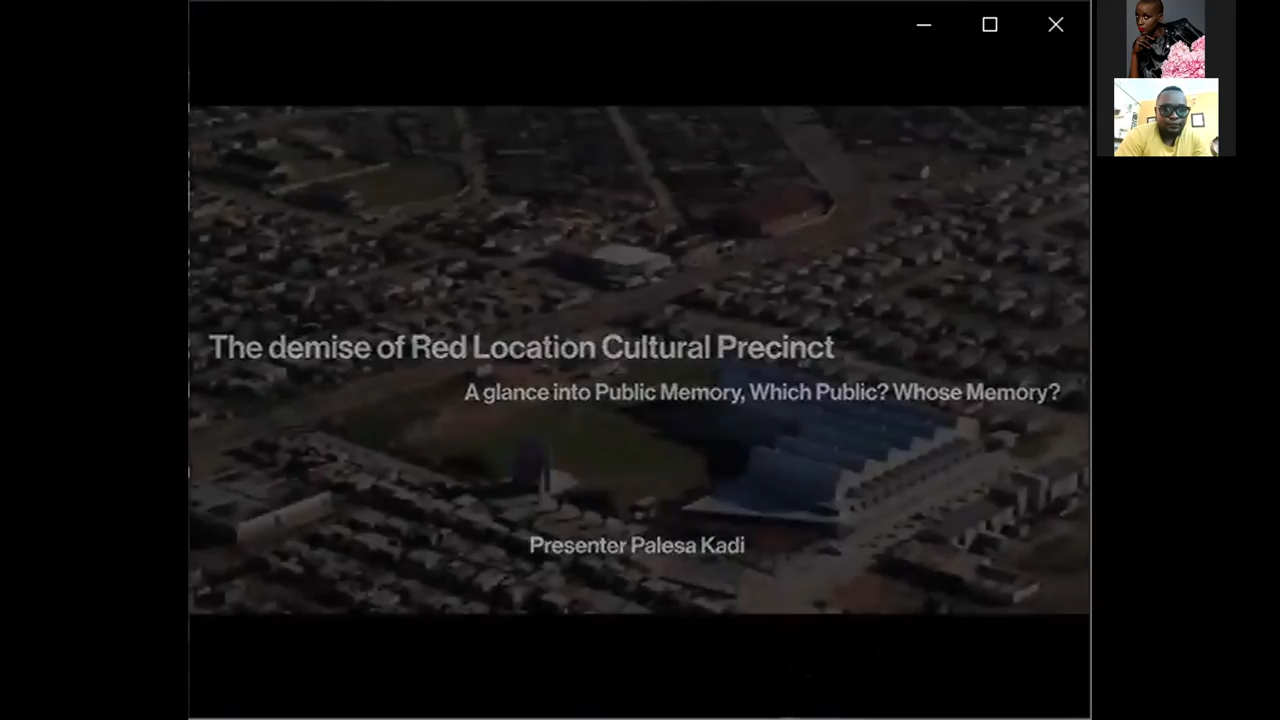 The demise of Red Location Cultural Precinct
A glance into Public Memory, Which Public? Whose Memory?
Presenter Palesa Kadi